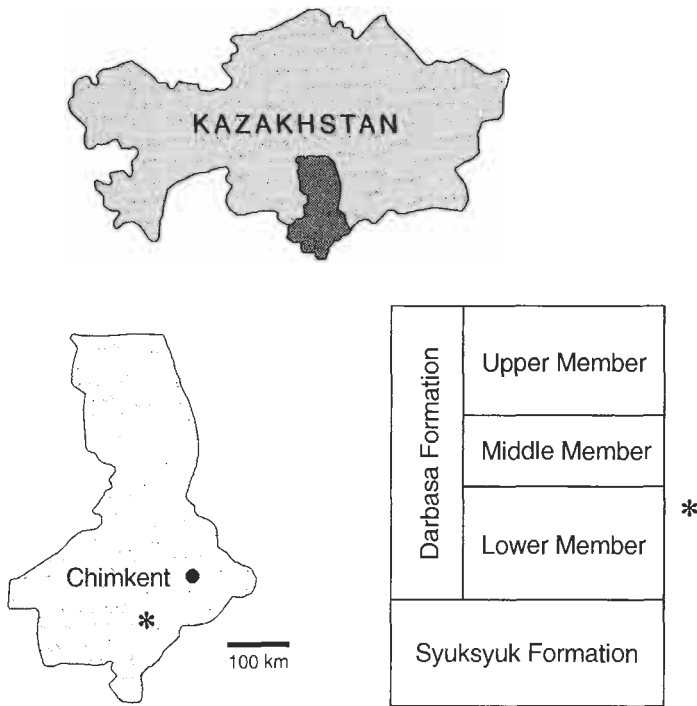 KAZAKHSTAN
Chimkent
*
100 km
Darbasa Formation
Upper Member
Middle Member
Lower Member
*
Syuksyuk Formation